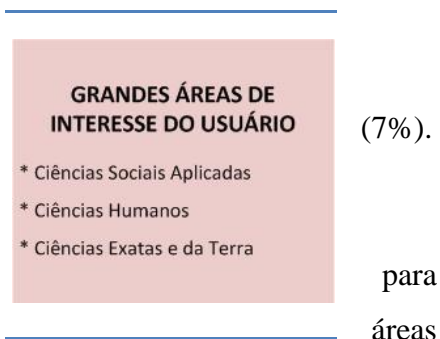 GRANDES ÁREAS DE
INTERESSE DO USUÁRIO
(7%).
* Ciências Sociais Aplicadas
* Ciências Humanos
* Ciências Exatas e da Terra
para
áreas